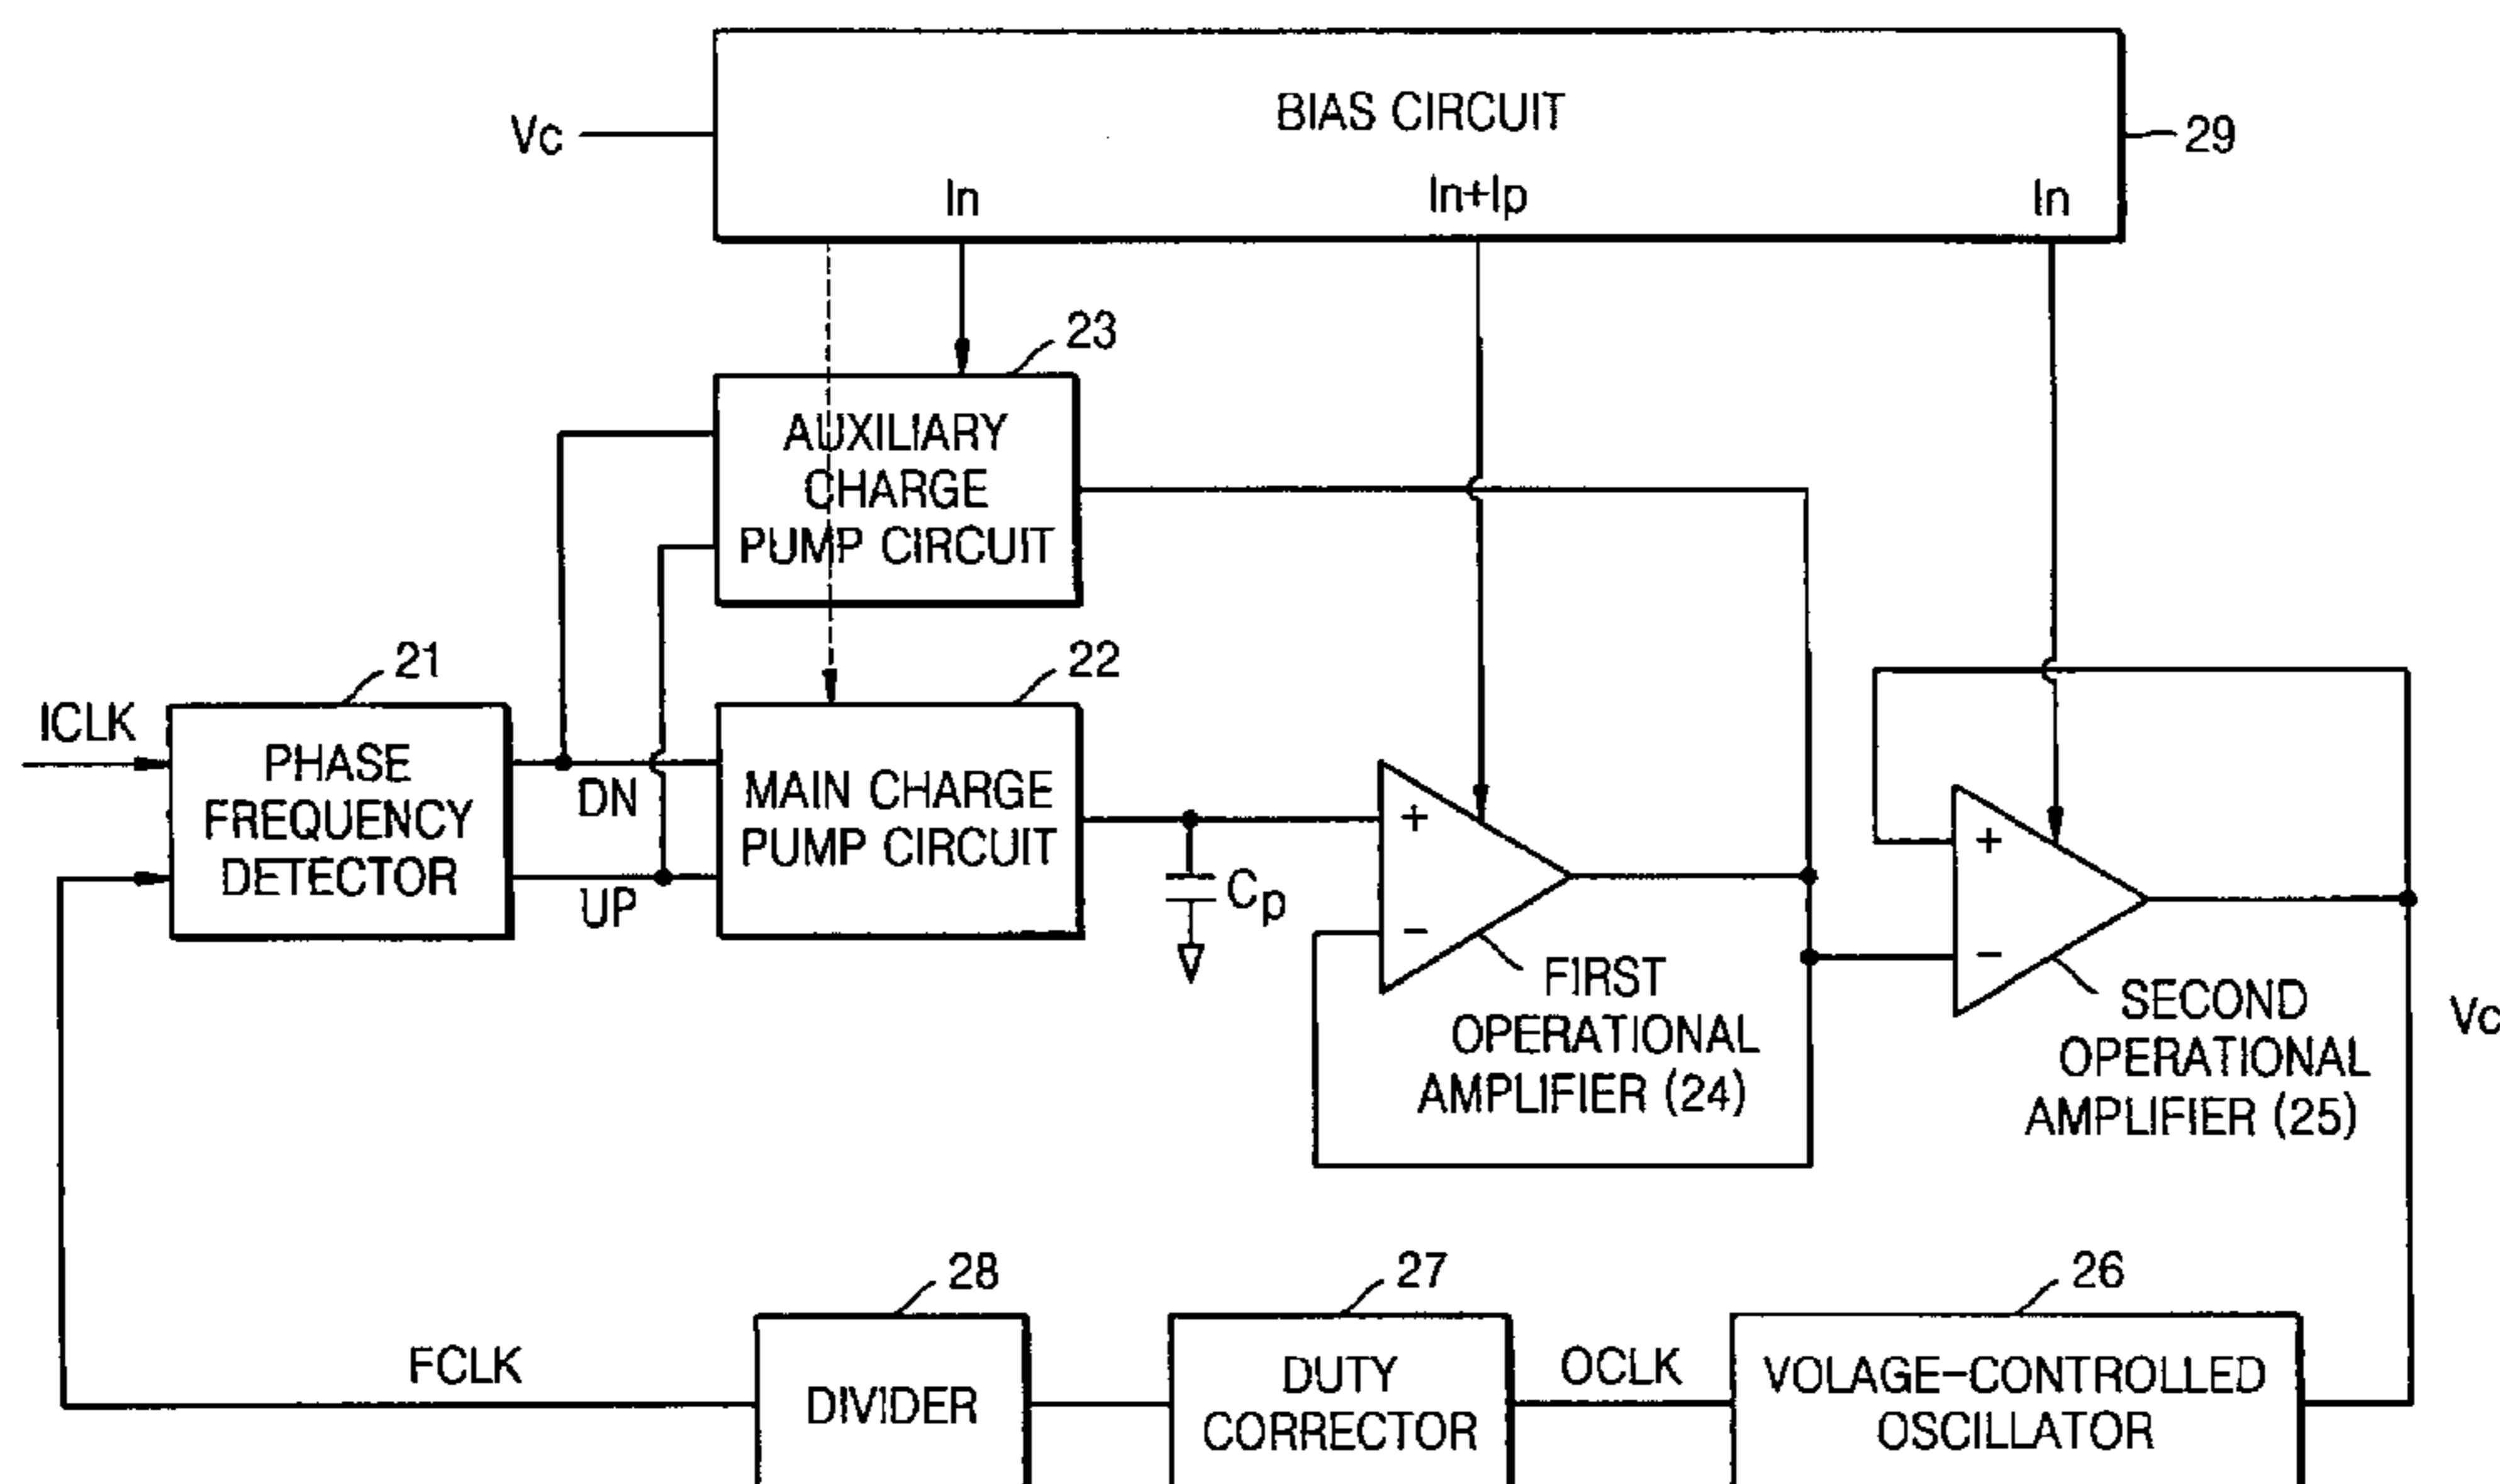 BIAS CIRCUIT
Vc
29
In
In+Ip
In
23
AUXILIARY
CHARGE
PUMP CIRCUIT
21
22
ICLK
PHASE
FREQUENCY
DETECTOR
DN
UP
MAIN CHARGE
PUMP CIRCUIT
+
−
Cp
FIRST
OPERATIONAL
AMPLIFIER (24)
+
−
SECOND
OPERATIONAL
AMPLIFIER (25)
Vc
28
27
26
FCLK
DIVIDER
DUTY
CORRECTOR
OCLK
VOLAGE-CONTROLLED
OSCILLATOR